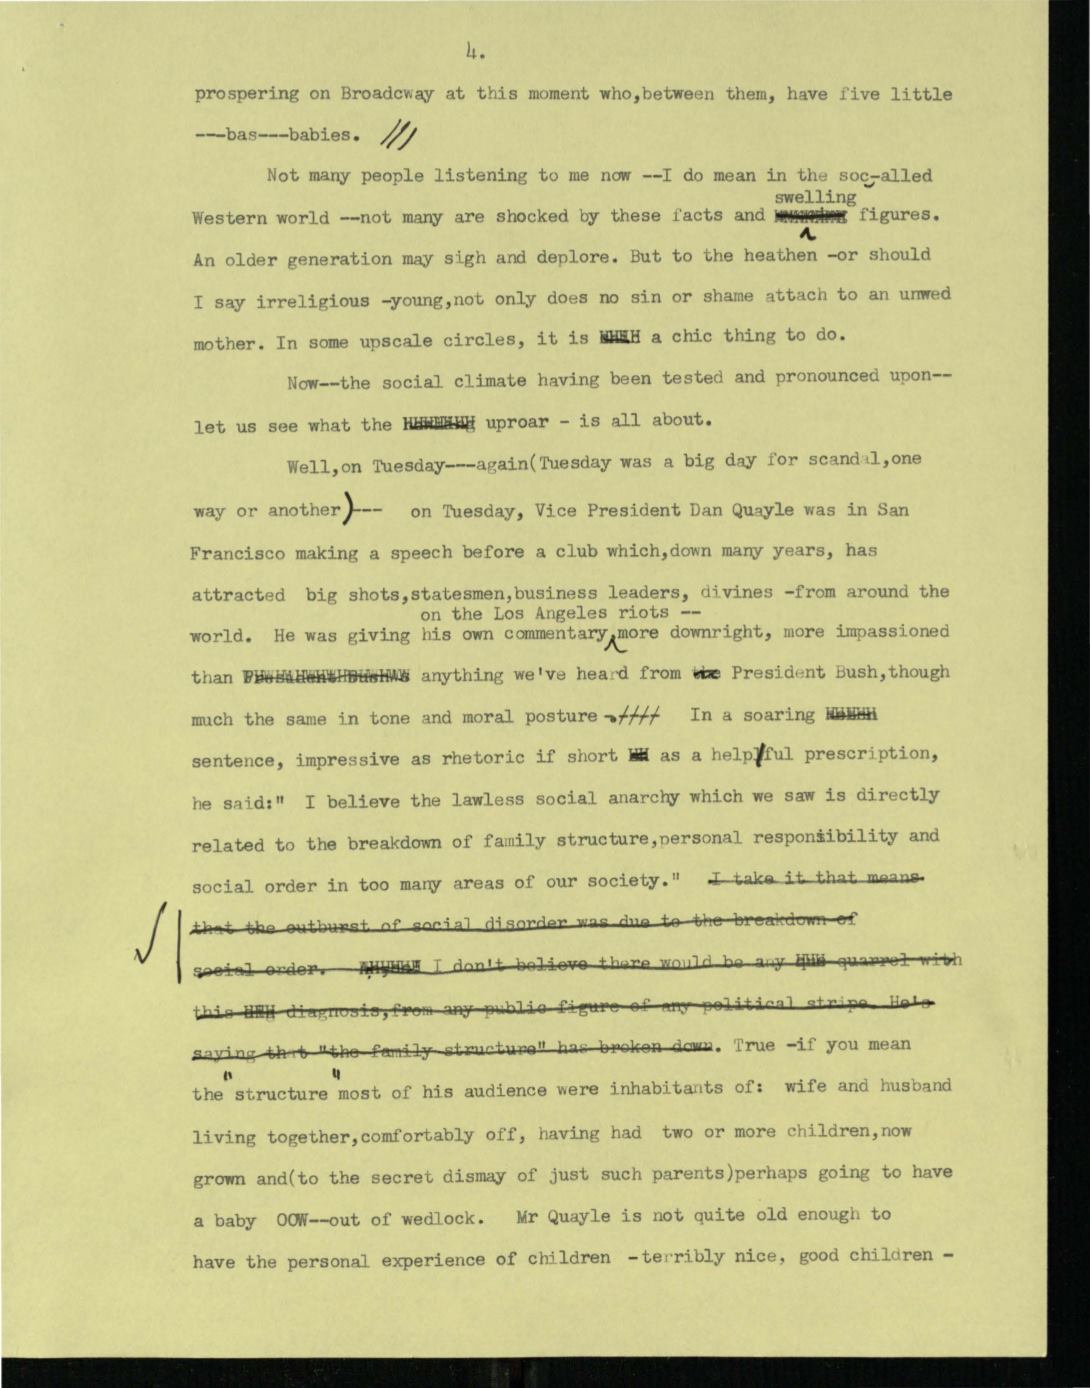 4.
prospering on Broadcway at this moment who,between them, have five little
---bas---babies. ///
Not many people listening to me now --I do mean in the soc-alled
swelling
Western world --not many are shocked by these facts and figures.
An older generation may sigh and deplore. But to the heathen -or should
I say irreligious -young,not only does no sin or shame attach to an unwed
mother. In some upscale circles, it is a chic thing to do.
Now--the social climate having been tested and pronounced upon--
let us see what the uproar - is all about.
Well,on Tuesday---again(Tuesday was a big day for scandal,one
way or another)--- on Tuesday, Vice President Dan Quayle was in San
Francisco making a speech before a club which,down many years, has
attracted big shots,statesmen,business leaders, divines -from around the
on the Los Angeles riots --
world. He was giving his own commentary more downright, more impassioned
than anything we've heard from the President Bush,though
much the same in tone and moral posture . In a soaring
sentence, impressive as rhetoric if short as a help/ful prescription,
he said:" I believe the lawless social anarchy which we saw is directly
related to the breakdown of family structure,personal responsibility and
social order in too many areas of our society." I take it that means
that the outburst of social disorder was due to the breakdown of
social order. I don't believe there would be any quarrel with
this diagnosis,from any public figure of any political stripe. He's
saying that "the family structure" has broken down. True -if you mean
the "structure" most of his audience were inhabitants of: wife and husband
living together,comfortably off, having had two or more children,now
grown and(to the secret dismay of just such parents)perhaps going to have
a baby OOW--out of wedlock. Mr Quayle is not quite old enough to
have the personal experience of children -terribly nice, good children -